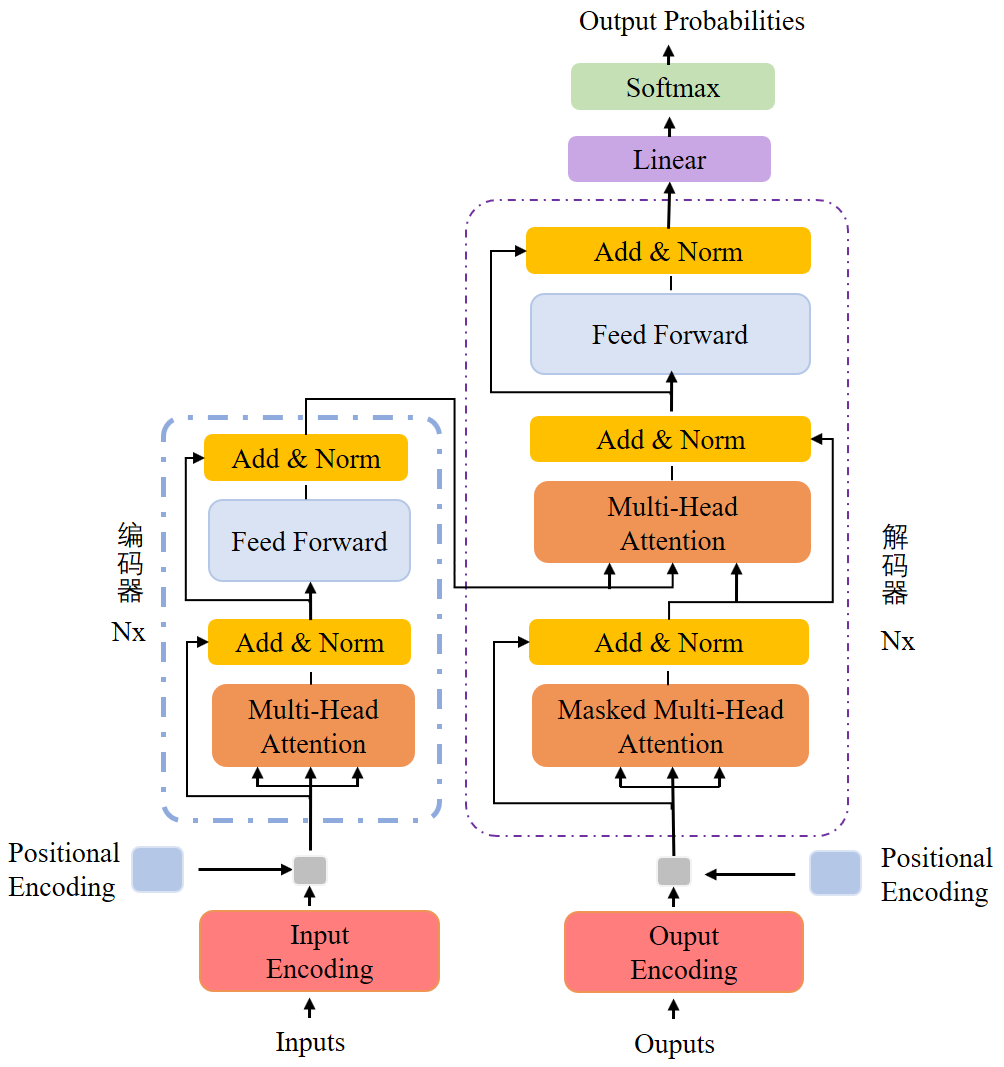 Output Probabilities
Softmax
Linear
Add & Norm
Feed Forward
Add & Norm
Multi-Head
Attention
Add & Norm
Masked Multi-Head
Attention
解
码
器
Nx
Add & Norm
Feed Forward
Add & Norm
Multi-Head
Attention
编
码
器
Nx
Positional
Encoding
Input
Encoding
Inputs
Positional
Encoding
Ouput
Encoding
Ouputs